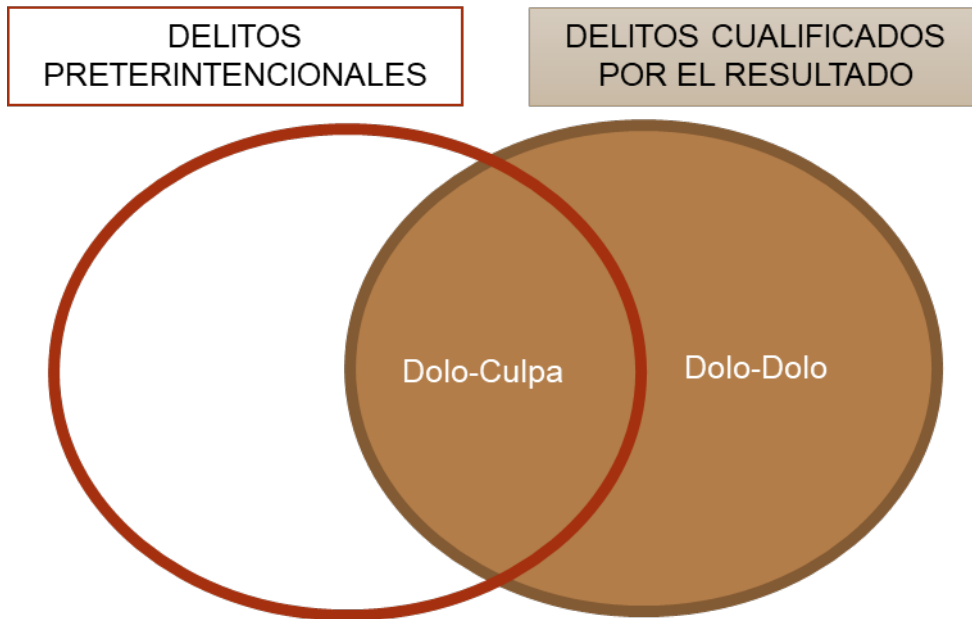 DELITOS
PRETERINTENCIONALES
DELITOS CUALIFICADOS
POR EL RESULTADO
Dolo-Culpa
Dolo-Dolo